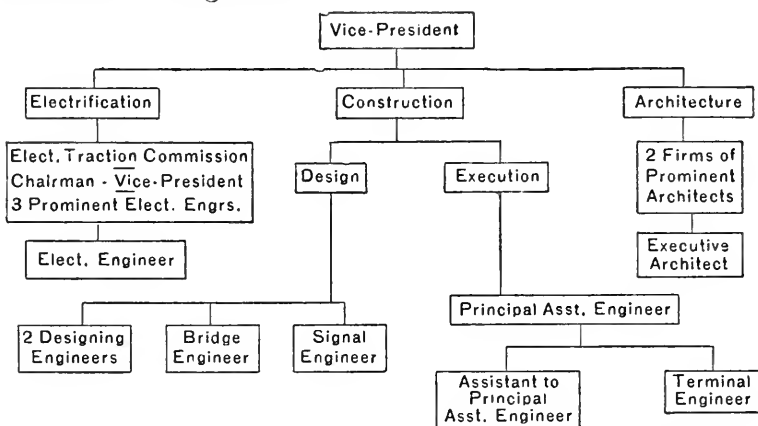 Vice-President
Electrification
Construction
Architecture
Elect. Traction Commission
Chairman - Vice-President
3 Prominent Elect. Engrs.
Elect. Engineer
Design
Execution
2 Firms of
Prominent
Architects
Executive
Architect
2 Designing
Engineers
Bridge
Engineer
Signal
Engineer
Principal Asst. Engineer
Assistant to
Principal
Asst. Engineer
Terminal
Engineer